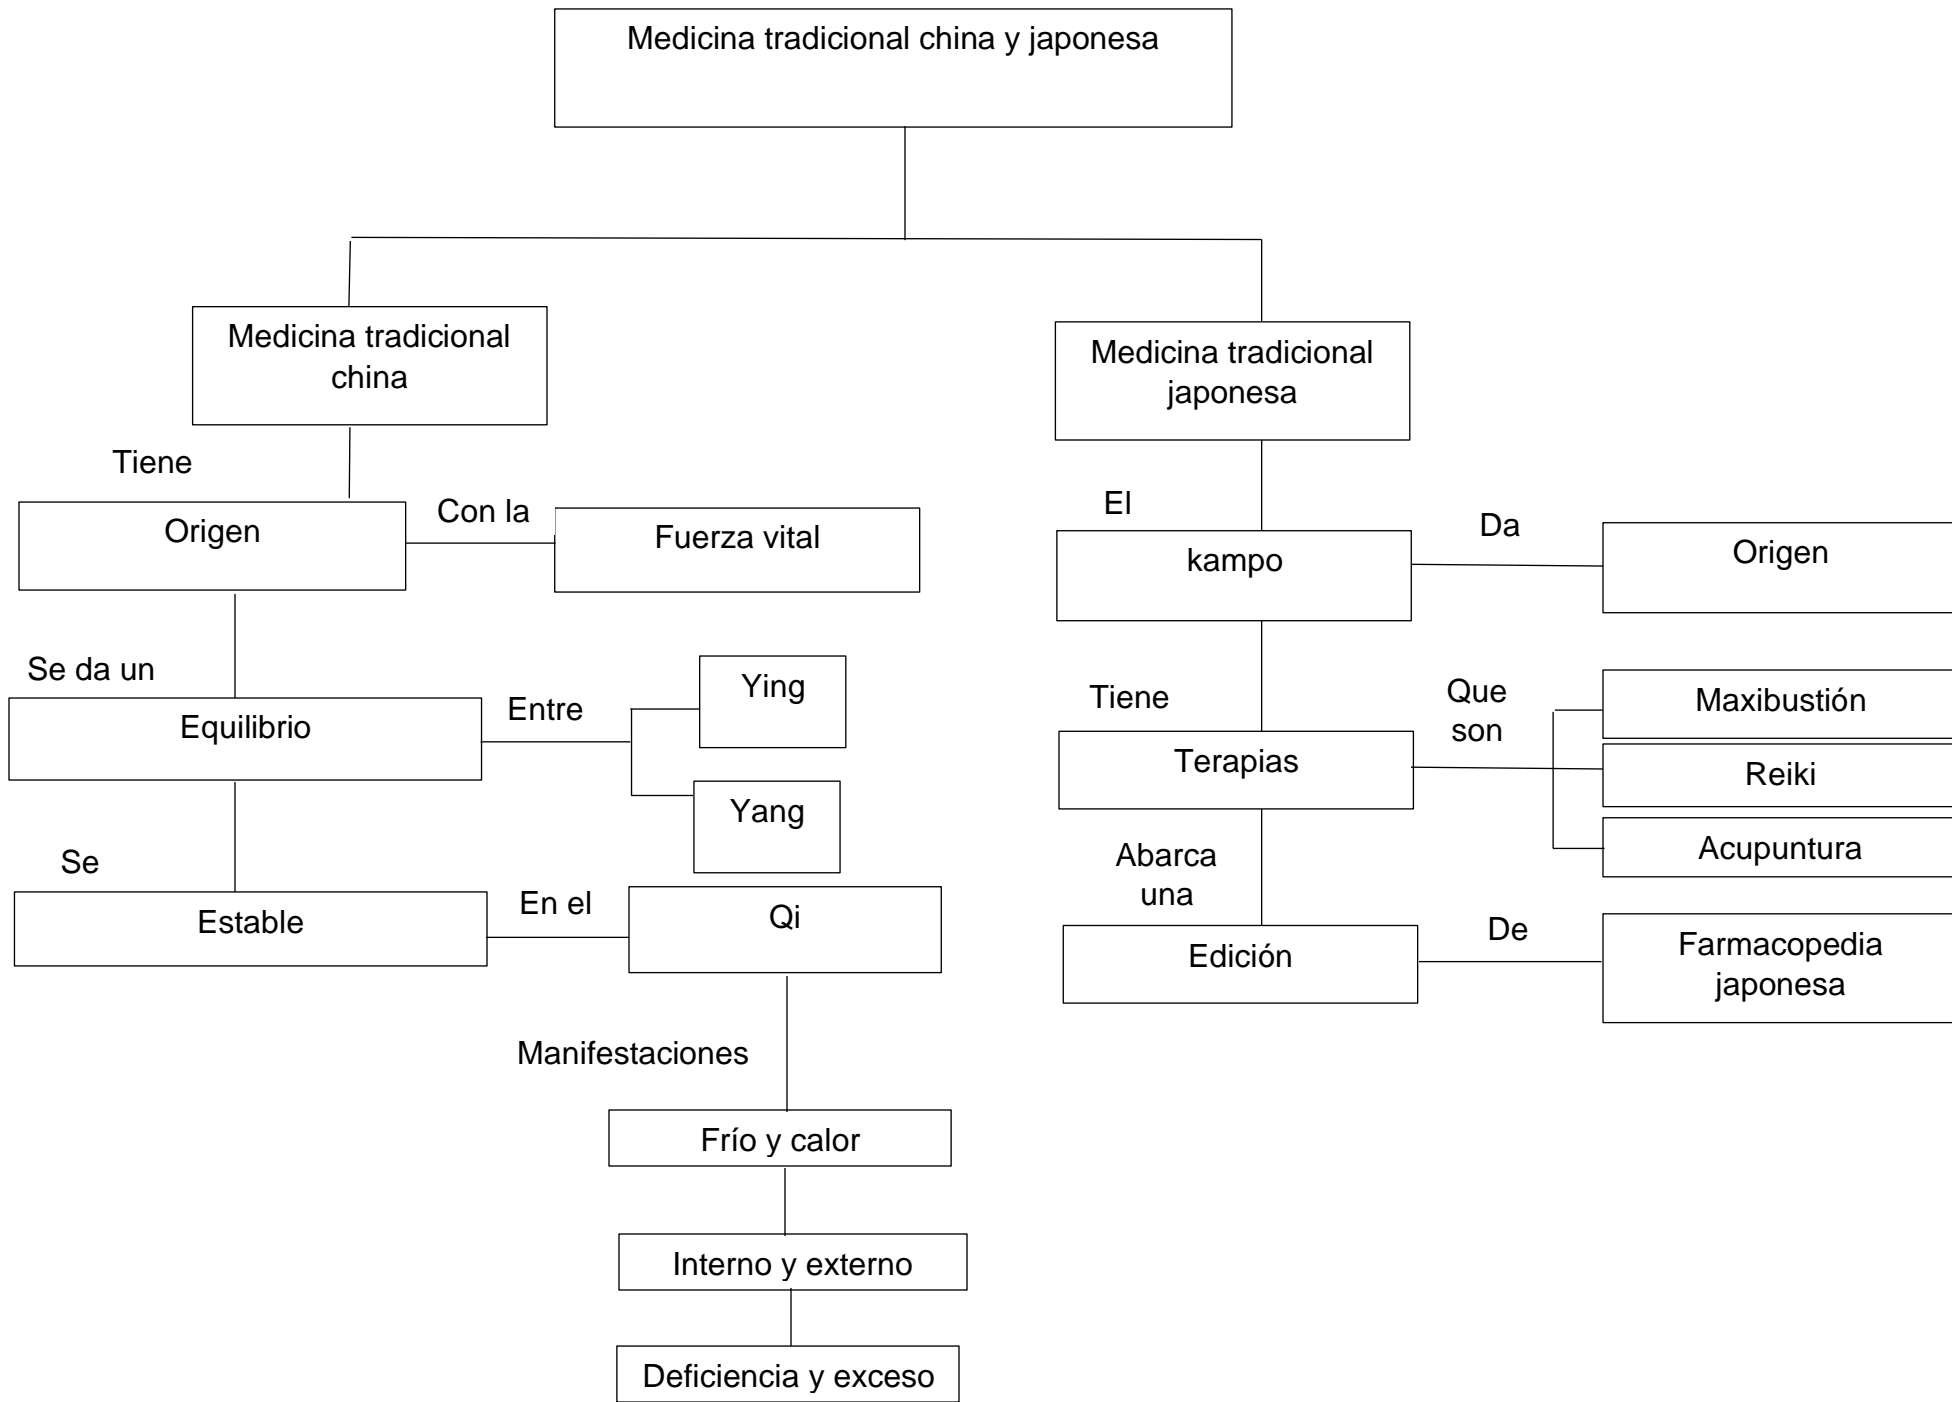 Medicina tradicional china y japonesa
Medicina tradicional
china
Tiene
Origen
Con la
Fuerza vital
Se da un
Equilibrio
Entre
Ying
Yang
Se
Estable
En el
Qi
Manifestaciones
Frío y calor
Interno y externo
Deficiencia y exceso
Medicina tradicional
japonesa
El
kampo
Da
Origen
Tiene
Terapias
Que
son
Maxibustión
Reiki
Acupuntura
Abarca
una
Edición
De
Farmacopedia
japonesa